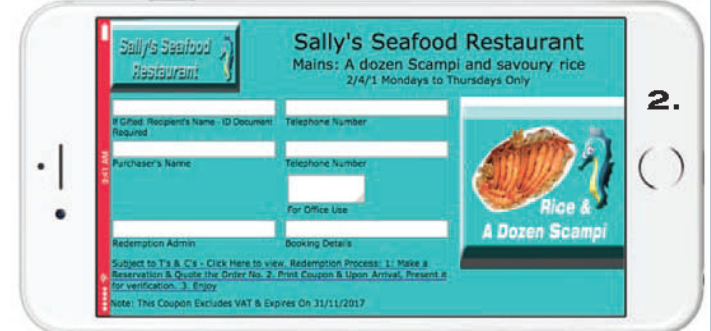 Sally's Seafood
Restaurant
Sally's Seafood Restaurant
Mains: A dozen Scampi and savoury rice
2/4/1 Mondays to Thursdays Only
2.
9:41 AM
If Gifted: Recipient's Name - ID Document
Required
Telephone Number
Purchaser's Name
Telephone Number
For Office Use
Redemption Admin
Booking Details
Rice &
A Dozen Scampi
Subject to T's & C's - Click Here to view. Redemption Process: 1: Make a
Reservation & Quote the Order No. 2. Print Coupon & Upon Arrival, Present it
for verification. 3. Enjoy
Note: This Coupon Excludes VAT & Expires On 31/11/2017